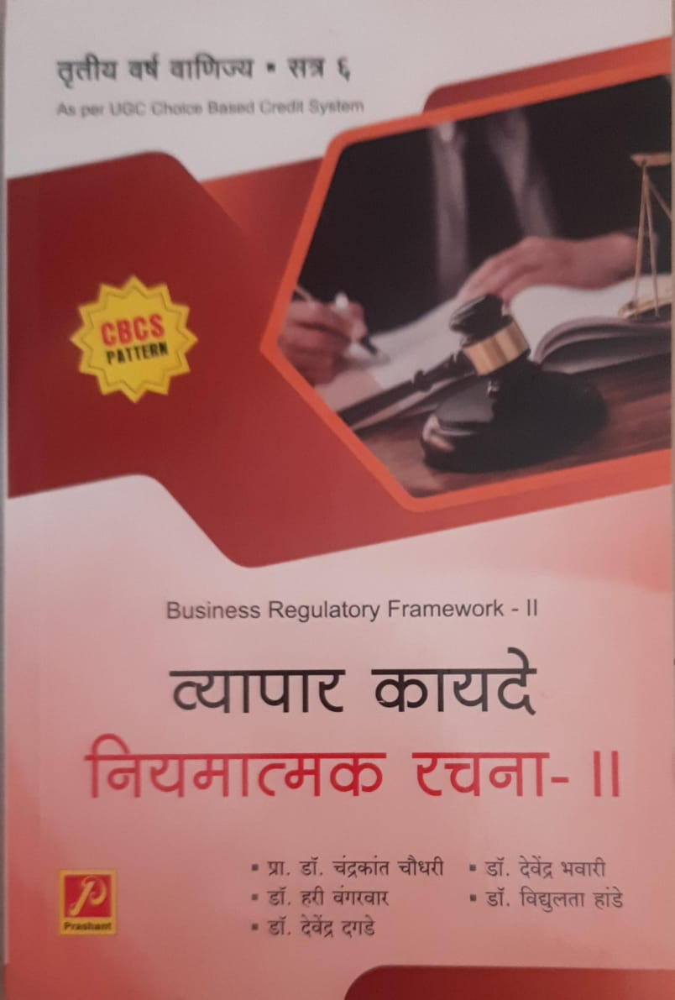 तृतीय वर्ष वाणिज्य ▪ सत्र ६
As per UGC Choice Based Credit System
CBCS
PATTERN
Business Regulatory Framework - II
व्यापार कायदे
नियमात्मक रचना- II
▪ प्रा. डॉ. चंद्रकांत चौधरी ▪ डॉ. देवेंद्र भवारी
▪ डॉ. हरी वंगरवार ▪ डॉ. विद्युलता हांडे
▪ डॉ. देवेंद्र दगडे
Prashant